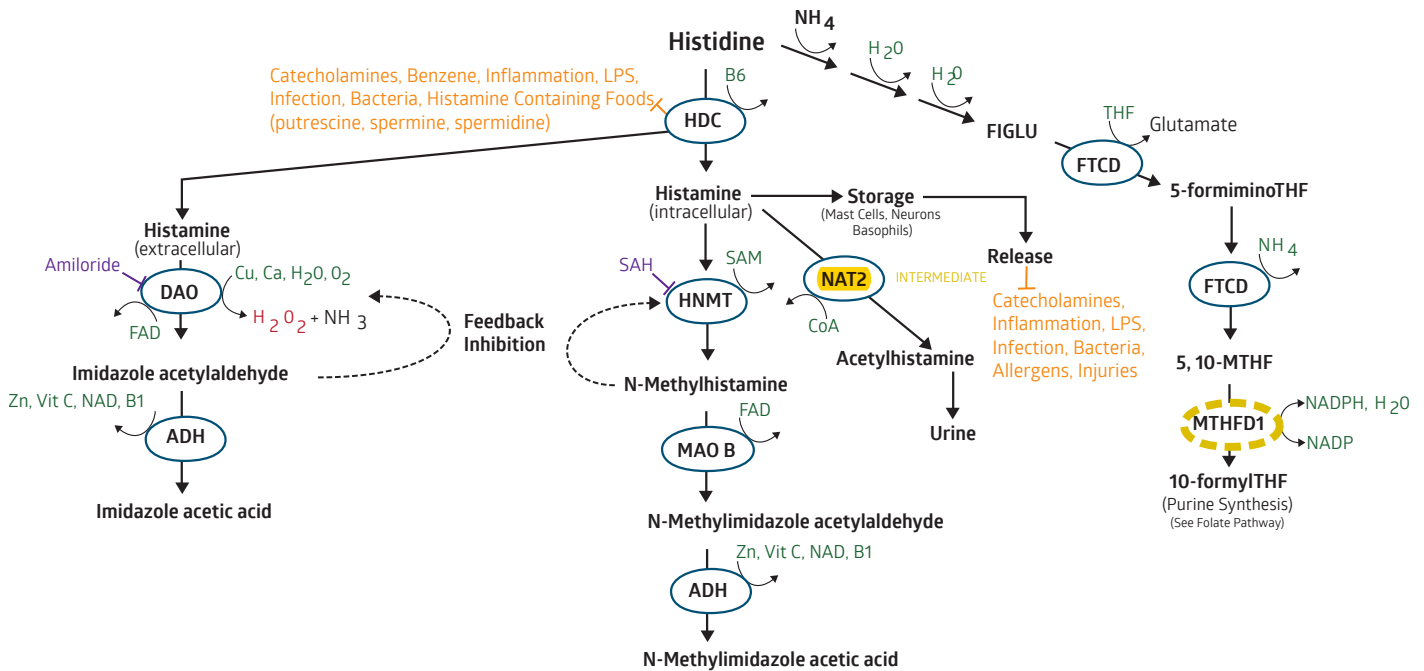 Histidine
NH 4
H 2O
H 2O
Catecholamines, Benzene, Inflammation, LPS,
Infection, Bacteria, Histamine Containing Foods
(putrescine, spermine, spermidine)
B6
HDC
FIGLU
THF
Glutamate
FTCD
5-formiminoTHF
Histamine
(extracellular)
Histamine
(intracellular)
Storage
(Mast Cells, Neurons
Basophils)
Release
Catecholamines,
Inflammation, LPS,
Infection, Bacteria,
Allergens, Injuries
Amiloride
DAO
Cu, Ca, H2O, O2
FAD
H 2 O 2 + NH 3
Feedback
Inhibition
SAH
SAM
HNMT
NAT2
INTERMEDIATE
CoA
Acetylhistamine
Urine
NH 4
FTCD
5, 10-MTHF
MTHFD1
NADPH, H 2O
NADP
10-formylTHF
(Purine Synthesis)
(See Folate Pathway)
Imidazole acetylaldehyde
Zn, Vit C, NAD, B1
ADH
Imidazole acetic acid
N-Methylhistamine
FAD
MAO B
N-Methylimidazole acetylaldehyde
Zn, Vit C, NAD, B1
ADH
N-Methylimidazole acetic acid